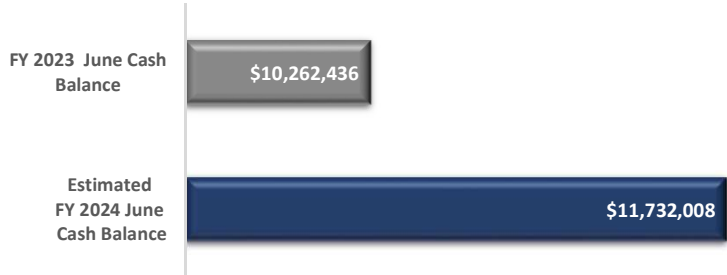 FY 2023 June Cash
Balance
$10,262,436
Estimated
FY 2024 June
Cash Balance
$11,732,008